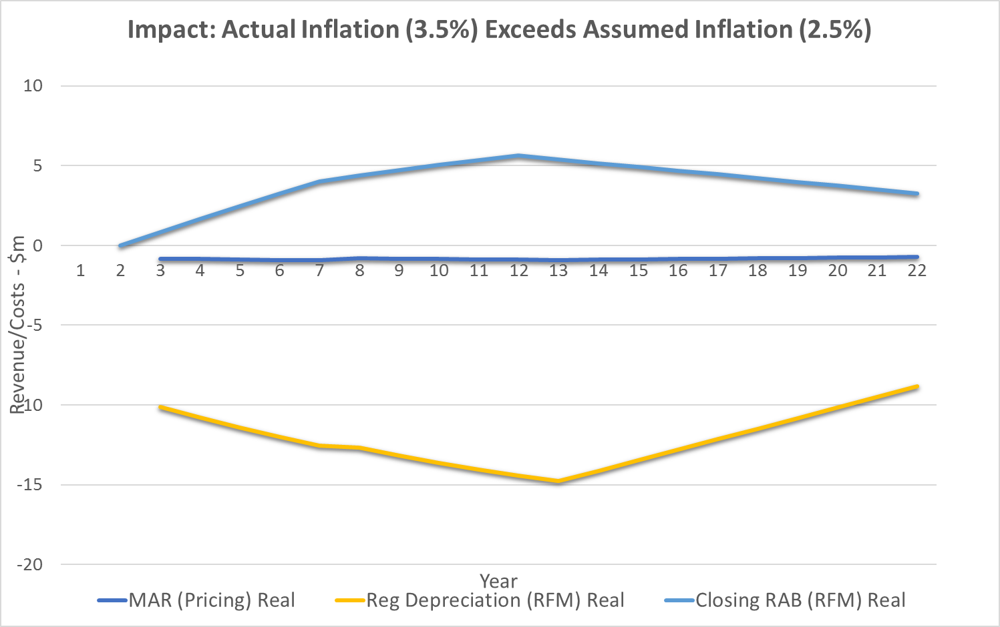 Impact: Actual Inflation (3.5%) Exceeds Assumed Inflation (2.5%)
10
5
0
-5
-10
-15
-20
Revenue/Costs - $m
1 2 3 4 5 6 7 8 9 10 11 12 13 14 15 16 17 18 19 20 21 22
Year
MAR (Pricing) Real Reg Depreciation (RFM) Real Closing RAB (RFM) Real